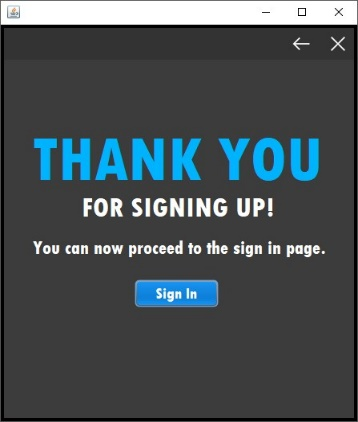 THANK YOU
FOR SIGNING UP!
You can now proceed to the sign in page.
Sign In